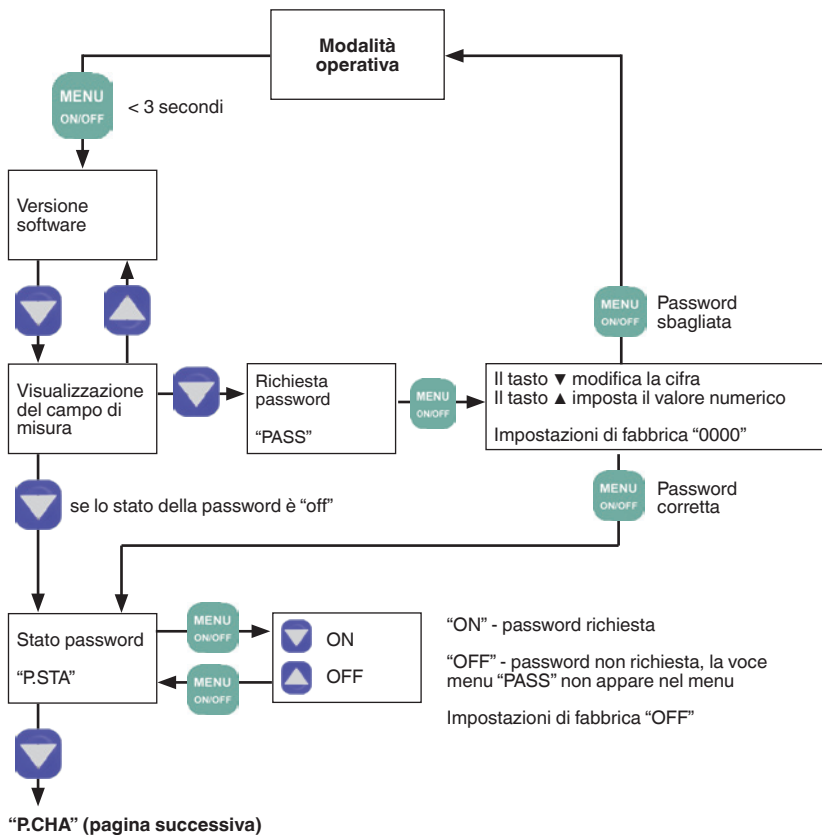 Modalità
operativa
MENU
ON/OFF
< 3 secondi
Versione
software
MENU
ON/OFF
Password
sbagliata
Visualizzazione
del campo di
misura
Richiesta
password
“PASS”
MENU
ON/OFF
Il tasto ▼ modifica la cifra
Il tasto ▲ imposta il valore numerico
Impostazioni di fabbrica “0000”
se lo stato della password è “off”
MENU
ON/OFF
Password
corretta
Stato password
“P.STA”
MENU
ON/OFF
MENU
ON/OFF
ON
OFF
“ON” - password richiesta
“OFF” - password non richiesta, la voce
menu “PASS” non appare nel menu
Impostazioni di fabbrica “OFF”
“P.CHA” (pagina successiva)